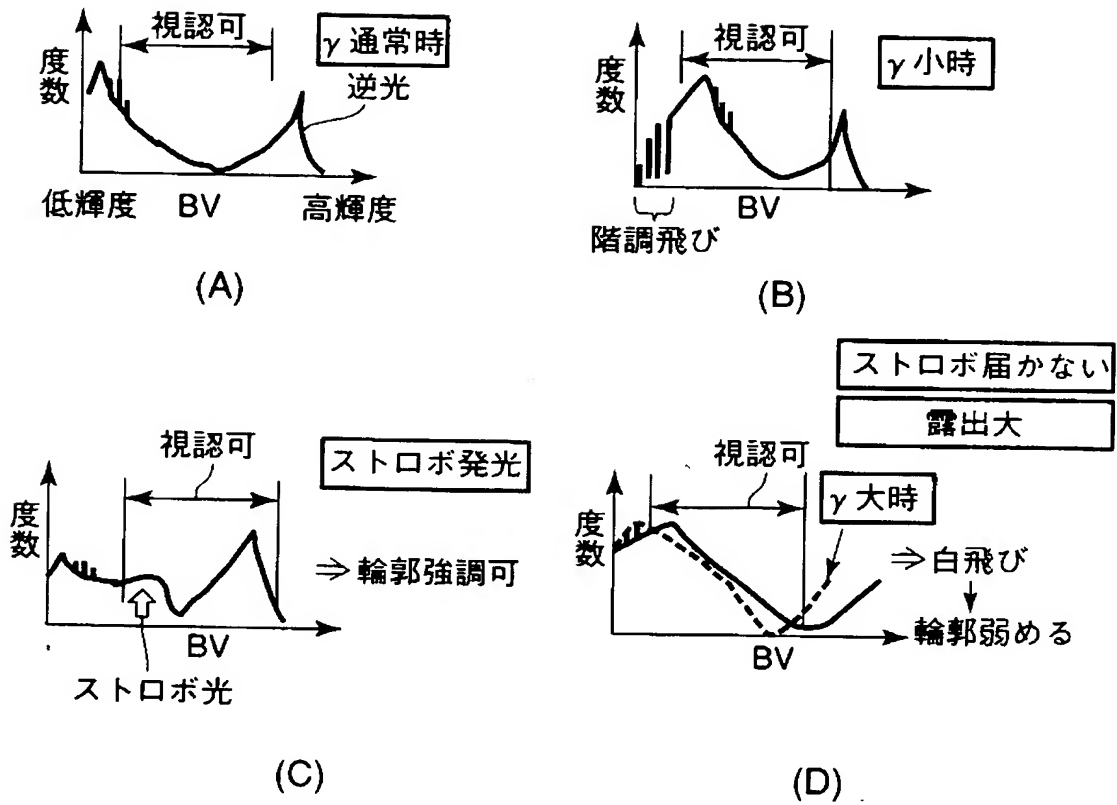 視認可
γ 通常時
度数
逆光
低輝度
BV
高輝度
(A)
視認可
γ 小時
度数
BV
階調飛び
(B)
視認可
ストロボ発光
度数
⇒ 輪郭強調可
BV
ストロボ光
(C)
ストロボ届かない
露出大
視認可
γ 大時
度数
⇒ 白飛び
輪郭弱める
BV
(D)